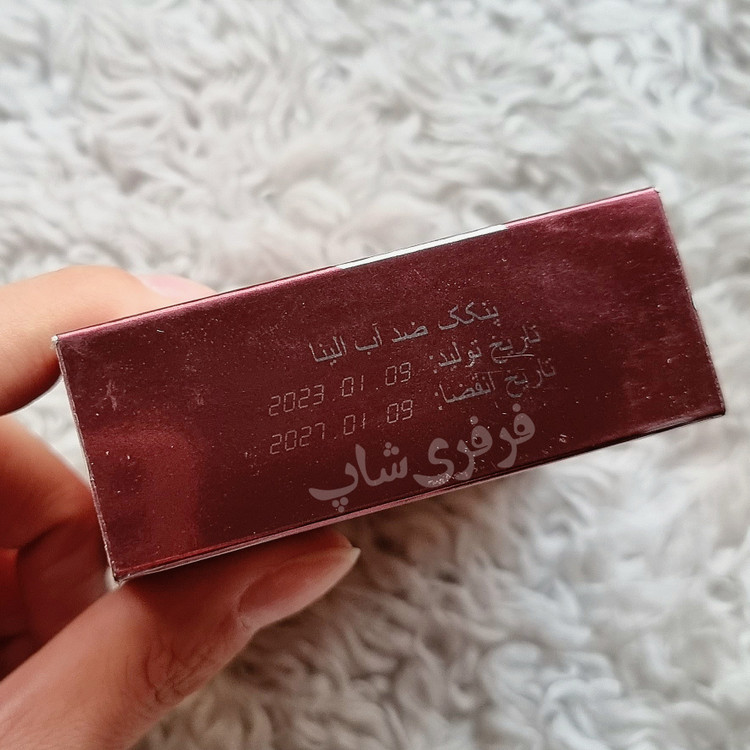 پنکک ضد آب الینا
تاریخ تولید: 2023 01 . 09
تاریخ انقضا: 2027 . 01 . 09
فرفری شاپ